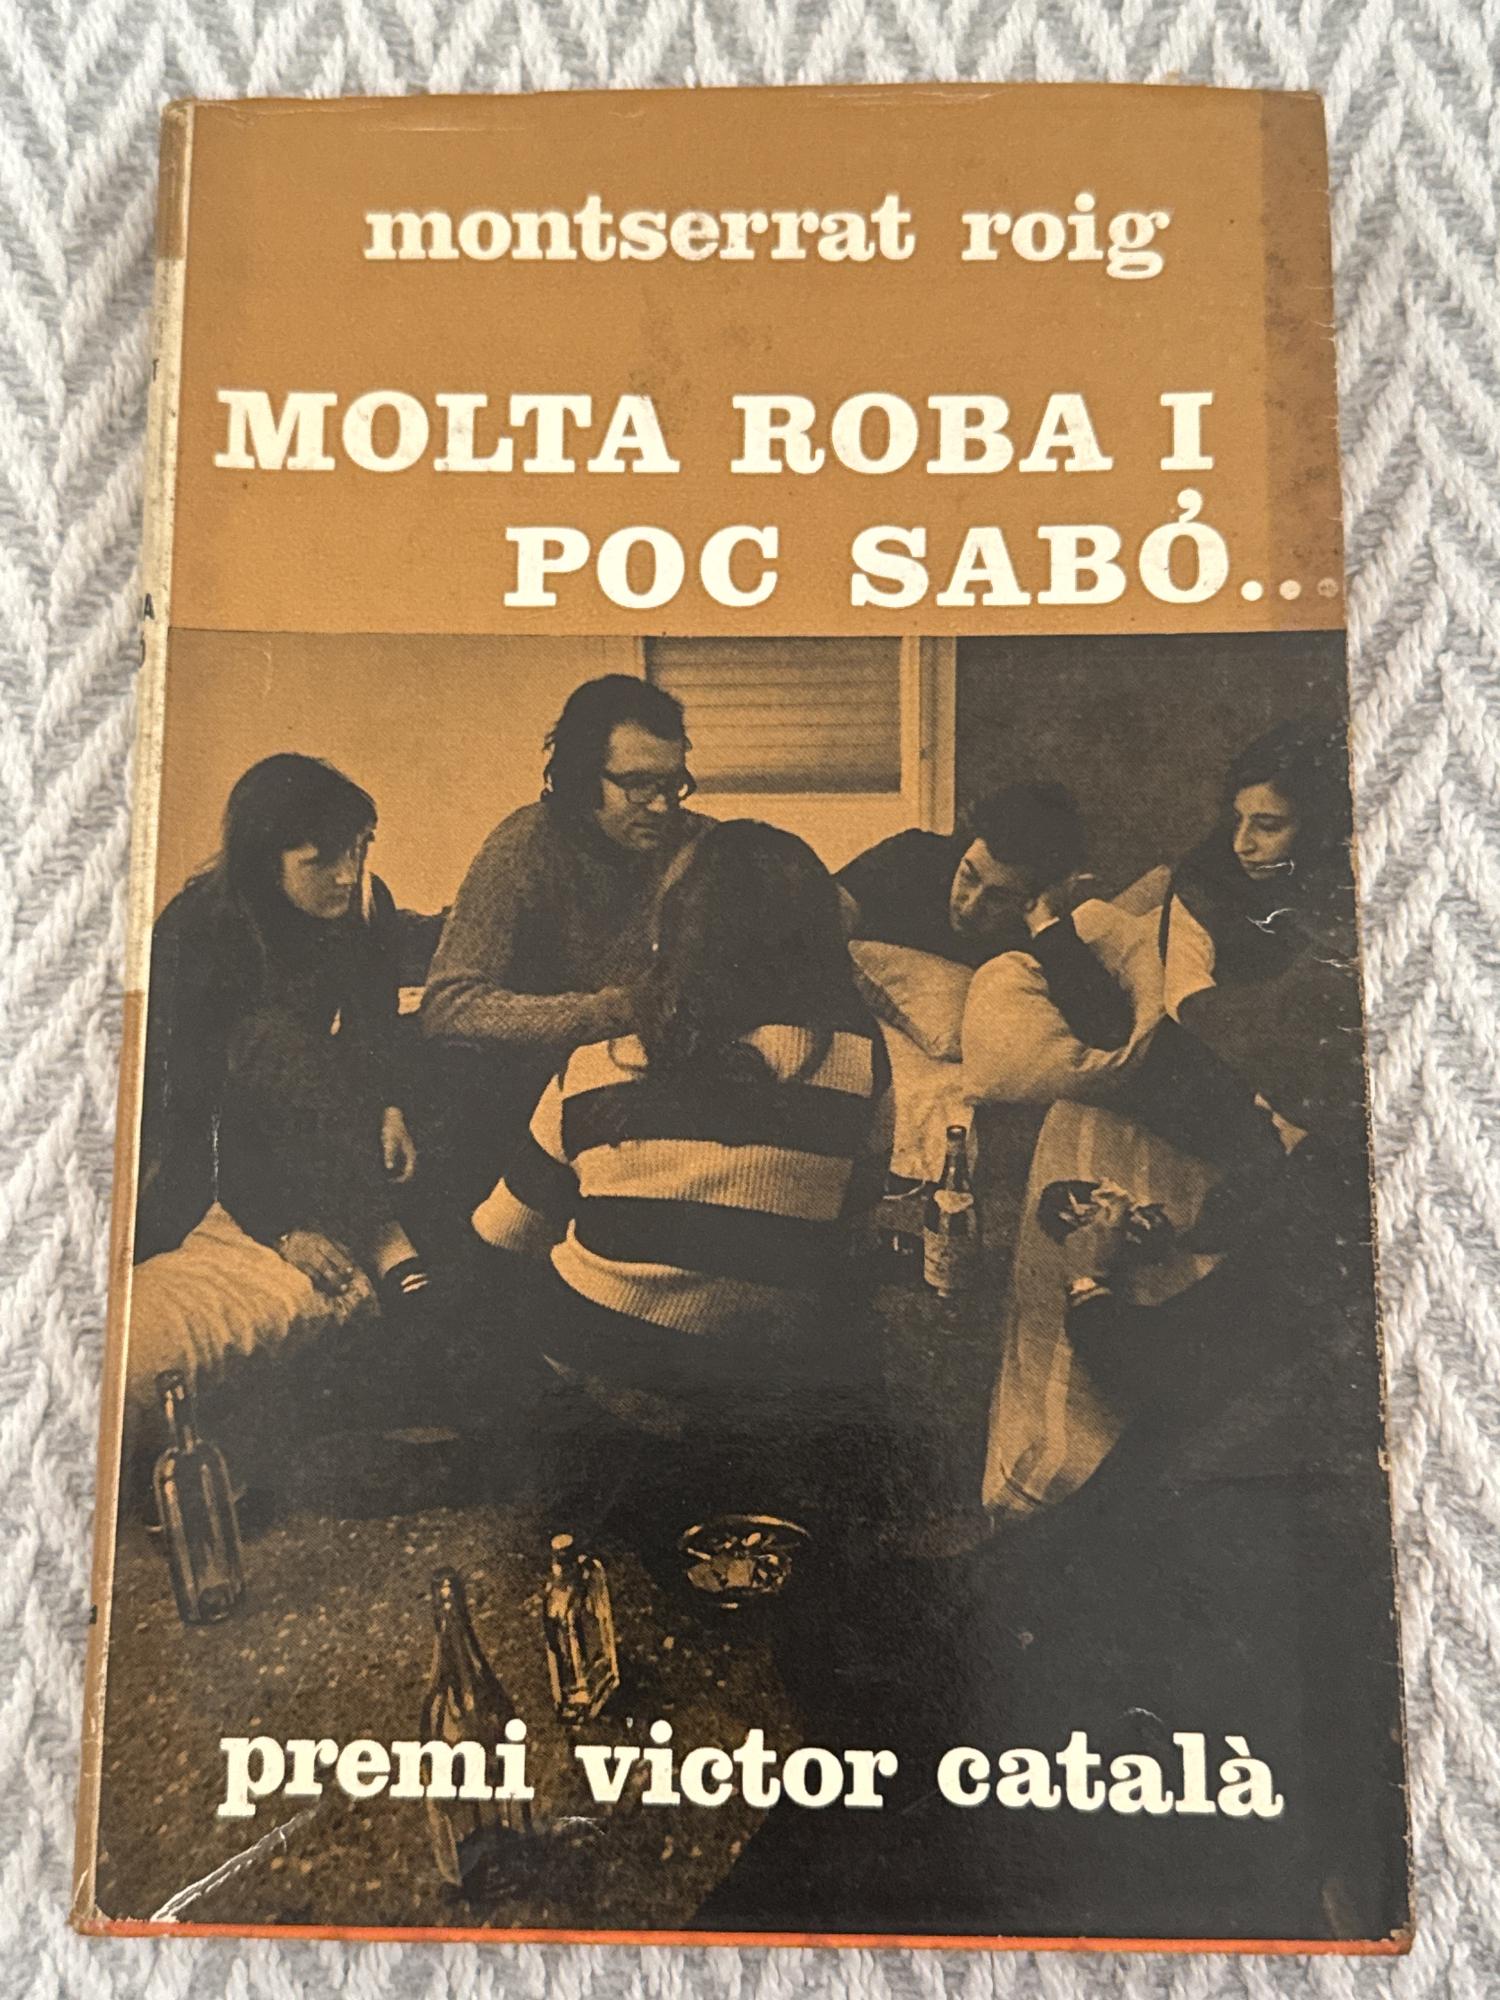 montserrat roig
MOLTA ROBA I
POC SABÓ...
premi victor català